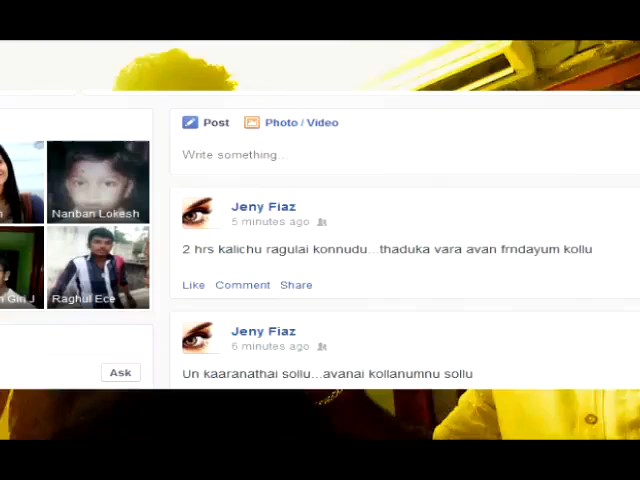 Post Photo / Video
Write something...
Nanban Lokesh
Jeny Fiaz
5 minutes ago
2 hrs kalichu ragulai konnudu...thaduka vara avan frndayum kollu
Giri J
Raghul Ece
Like Comment Share
Jeny Fiaz
6 minutes ago
Ask
Un kaaranathai sollu...avanai kollanumnu sollu